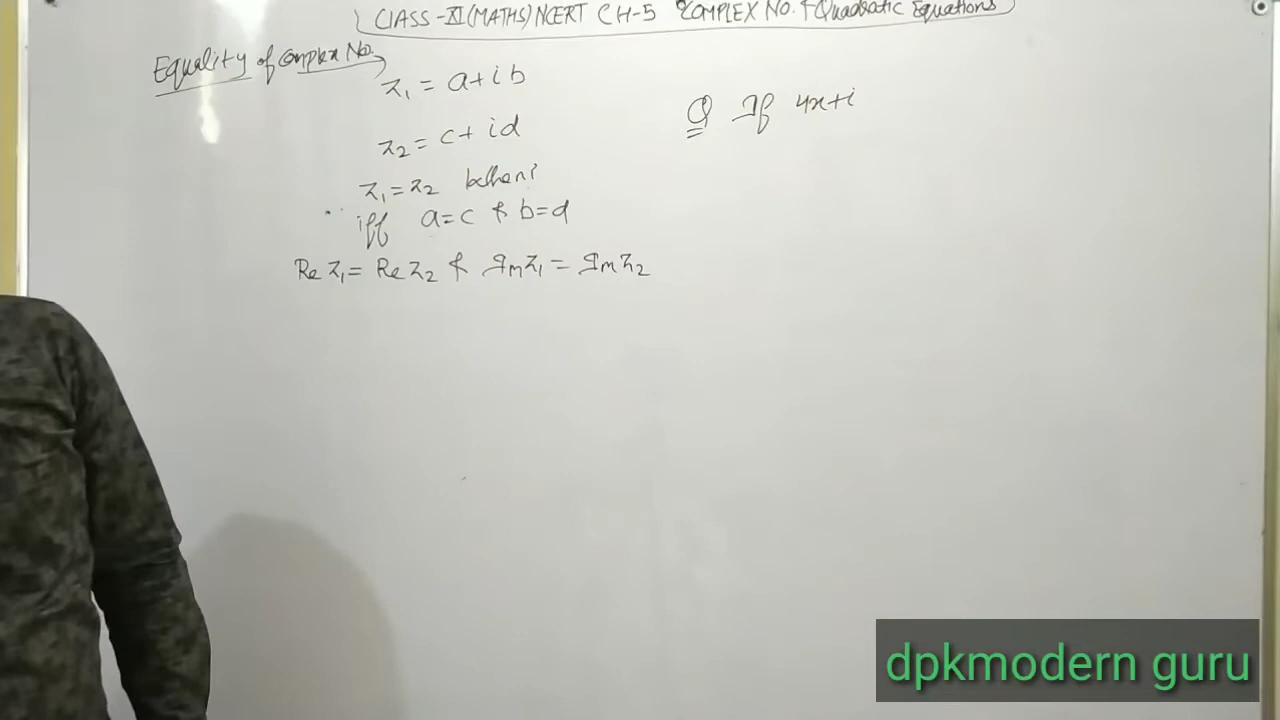 CLASS-XI (MATHS) NCERT CH-5 COMPLEX NO. & Quadratic Equations
Equality of Complex No.
z₁ = a+ib
z₂ = c+id
z₁ = z₂
iff a=c & b=d
Re z₁ = Re z₂ & Im z₁ = Im z₂
Q If 4x+i
dpkmodern guru